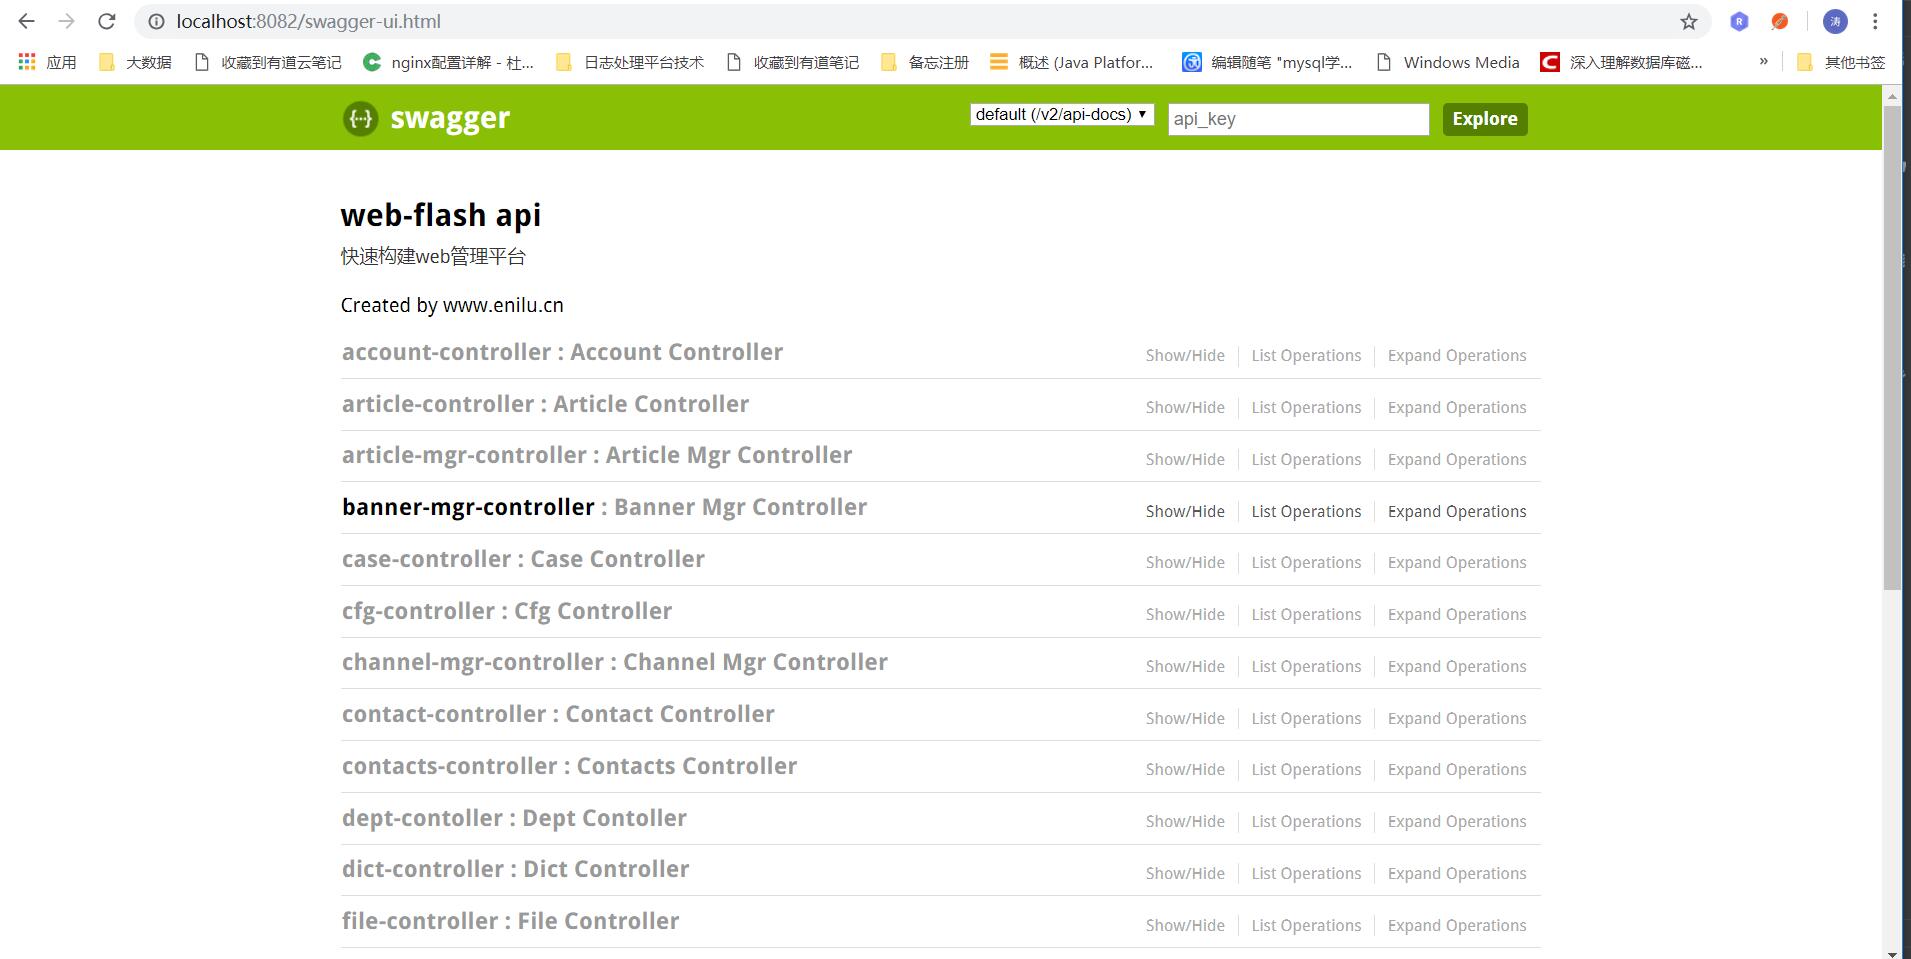 localhost:8082/swagger-ui.html
R
涛
应用 大数据 收藏到有道云笔记 nginx配置详解 - 杜... 日志处理平台技术 收藏到有道云笔记 备忘注册 概述 (Java Platfor... 编辑随笔 "mysql学... Windows Media 深入理解数据库磁... » 其他书签
{···} swagger default (/v2/api-docs) api_key Explore
web-flash api
快速构建web管理平台
Created by www.enilu.cn
account-controller : Account Controller Show/Hide List Operations Expand Operations
article-controller : Article Controller Show/Hide List Operations Expand Operations
article-mgr-controller : Article Mgr Controller Show/Hide List Operations Expand Operations
banner-mgr-controller : Banner Mgr Controller Show/Hide List Operations Expand Operations
case-controller : Case Controller Show/Hide List Operations Expand Operations
cfg-controller : Cfg Controller Show/Hide List Operations Expand Operations
channel-mgr-controller : Channel Mgr Controller Show/Hide List Operations Expand Operations
contact-controller : Contact Controller Show/Hide List Operations Expand Operations
contacts-controller : Contacts Controller Show/Hide List Operations Expand Operations
dept-contoller : Dept Contoller Show/Hide List Operations Expand Operations
dict-controller : Dict Controller Show/Hide List Operations Expand Operations
file-controller : File Controller Show/Hide List Operations Expand Operations